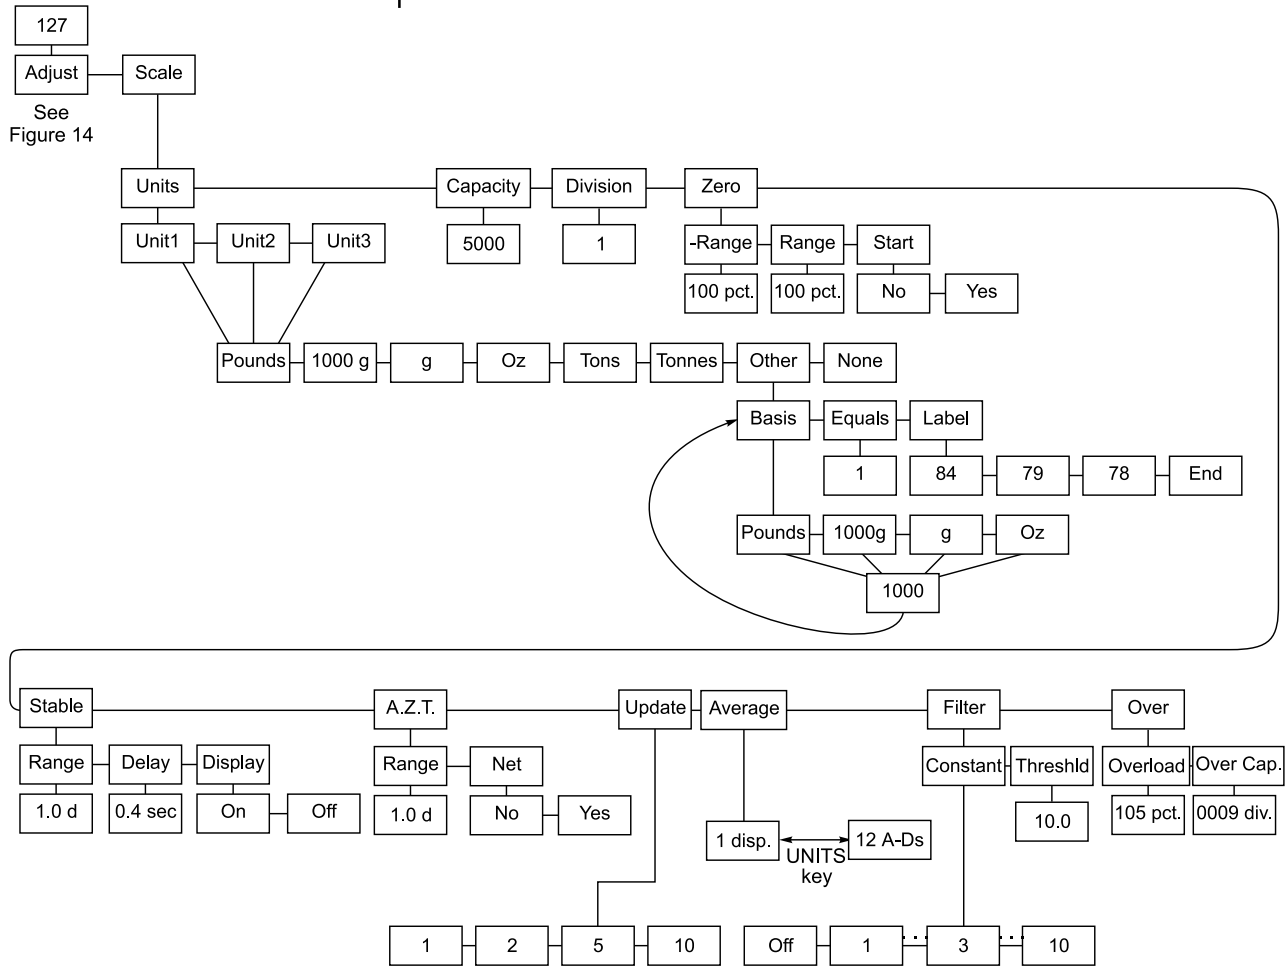 127
Adjust
Scale
See
Figure 14
Units
Capacity
Division
Zero
Unit1
Unit2
Unit3
5000
1
-Range
Range
Start
100 pct.
100 pct.
No
Yes
Pounds
1000 g
g
Oz
Tons
Tonnes
Other
None
Basis
Equals
Label
1
84
79
78
End
Pounds
1000g
g
Oz
1000
Stable
A.Z.T.
Update
Average
Filter
Over
Range
Delay
Display
Range
Net
Constant
Threshld
Overload
Over Cap.
1.0 d
0.4 sec
On
Off
1.0 d
No
Yes
10.0
105 pct.
0009 div.
1 disp.
UNITS
key
12 A-Ds
1
2
5
10
Off
1
3
10